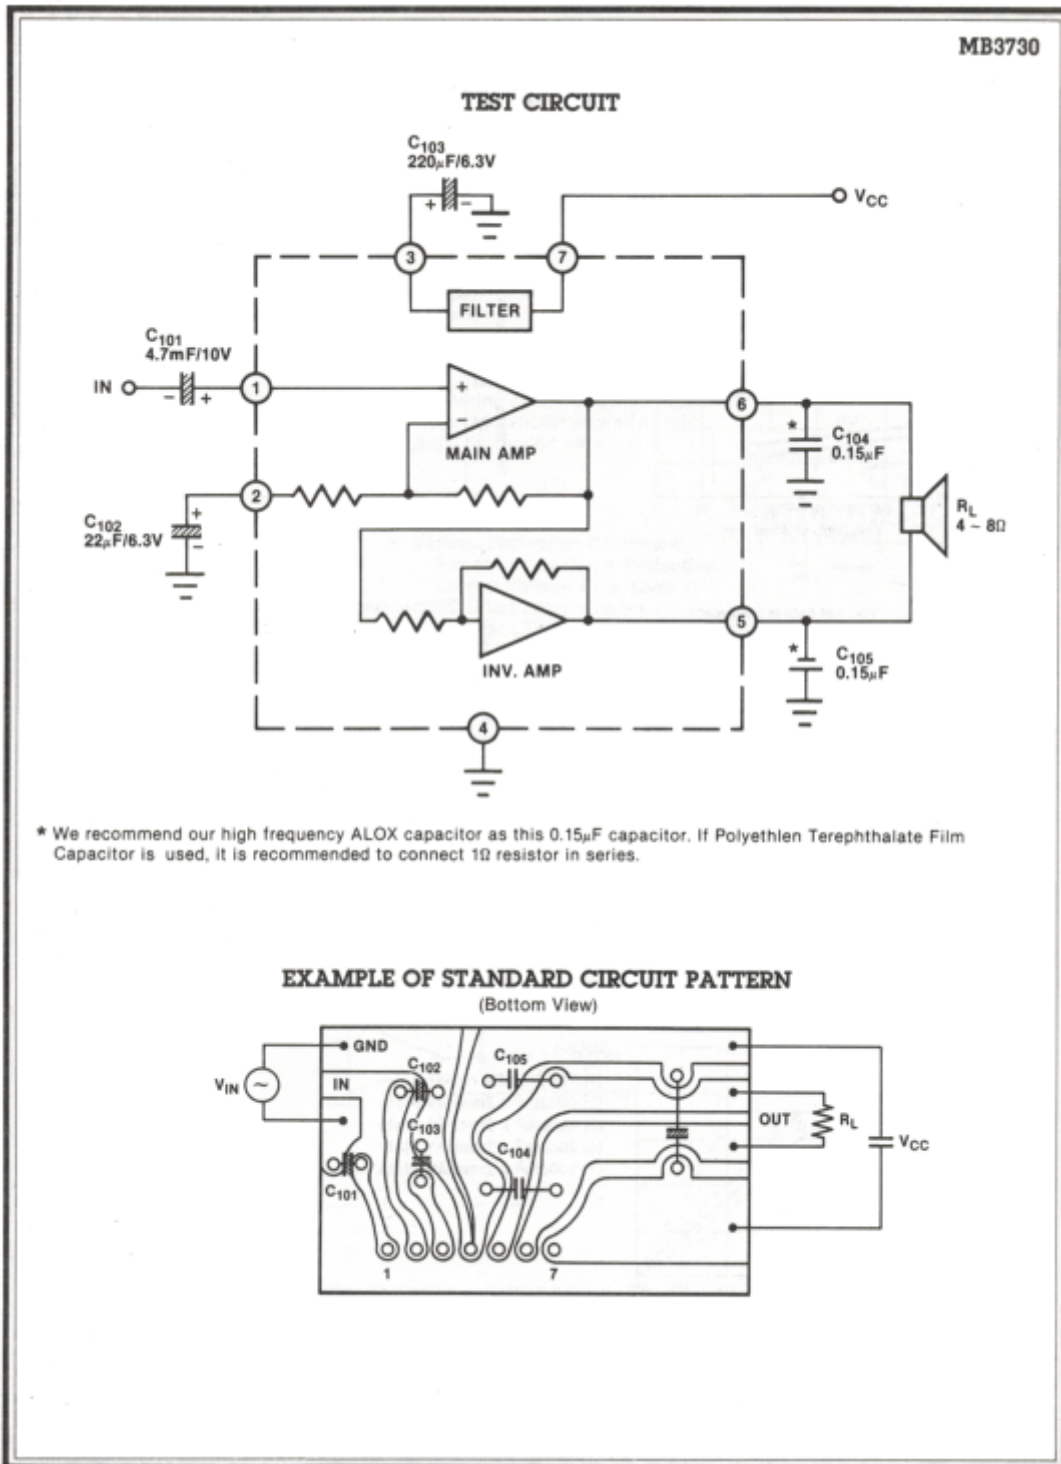 MB3730
TEST CIRCUIT
C103
220μF/6.3V
+ −
VCC
3
7
FILTER
C101
4.7mF/10V
IN
− +
1
+
−
MAIN AMP
6
*
C104
0.15μF
2
+
−
C102
22μF/6.3V
RL
4 ~ 8Ω
INV. AMP
5
*
C105
0.15μF
4
* We recommend our high frequency ALOX capacitor as this 0.15μF capacitor. If Polyethlen Terephthalate Film
Capacitor is used, it is recommended to connect 1Ω resistor in series.
EXAMPLE OF STANDARD CIRCUIT PATTERN
(Bottom View)
GND
C102
C105
VIN
~
IN
C103
OUT
RL
VCC
C104
C101
1
7